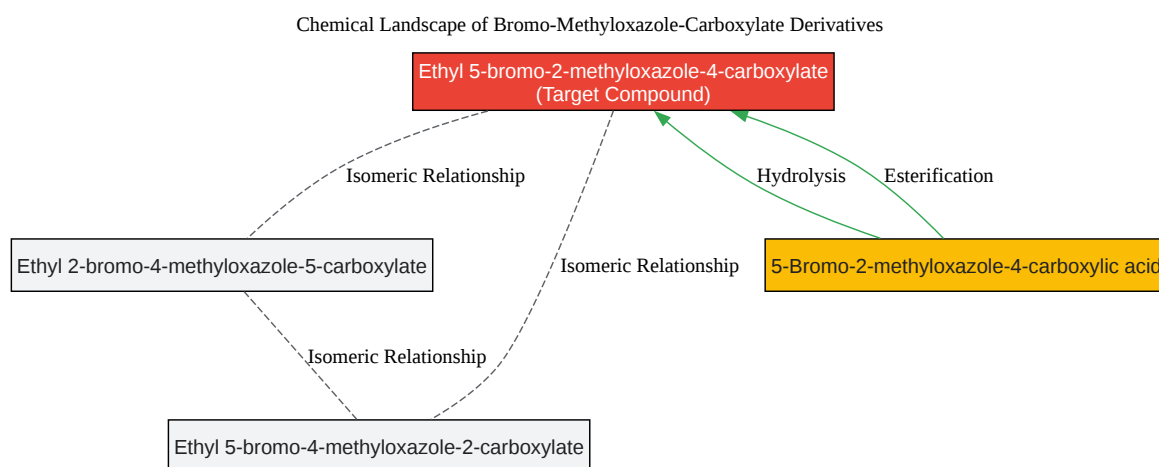 Chemical Landscape of Bromo-Methyloxazole-Carboxylate Derivatives
Ethyl 5-bromo-2-methyloxazole-4-carboxylate
(Target Compound)
Isomeric Relationship
Hydrolysis
Esterification
Ethyl 2-bromo-4-methyloxazole-5-carboxylate
Isomeric Relationship
5-Bromo-2-methyloxazole-4-carboxylic acid
Isomeric Relationship
Ethyl 5-bromo-4-methyloxazole-2-carboxylate